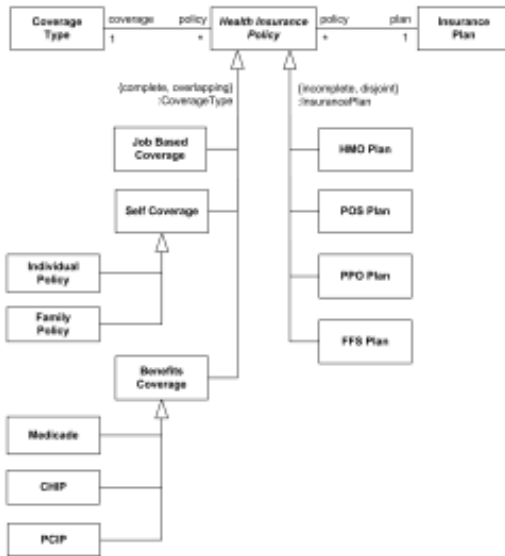 Coverage
Type
coverage
1
policy
*
Health Insurance
Policy
policy
*
plan
1
Insurance
Plan
{complete, overlapping}
:CoverageType
{incomplete, disjoint}
:InsurancePlan
Job Based
Coverage
HMO Plan
Self Coverage
POS Plan
Individual
Policy
PPO Plan
Family
Policy
FFS Plan
Benefits
Coverage
Medicade
CHIP
PCIP